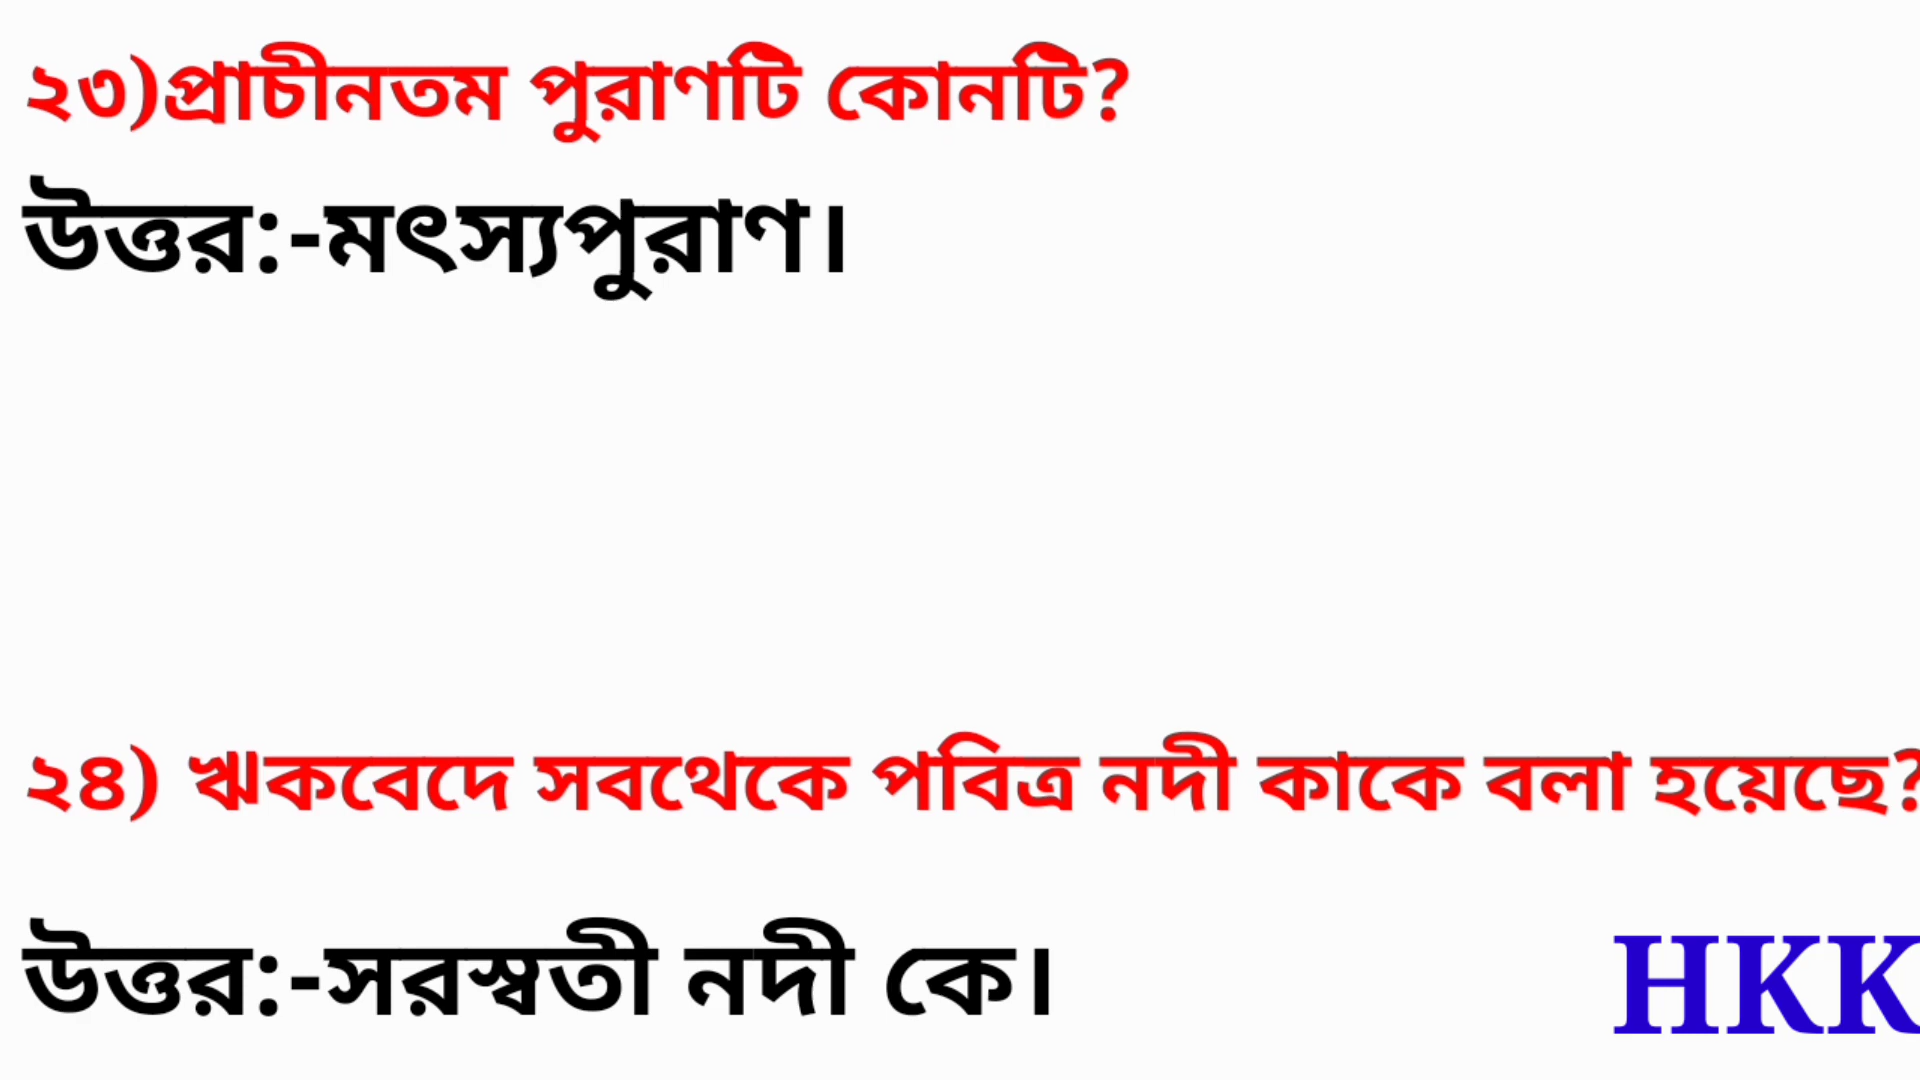 ২৩)প্রাচীনতম পুরাণটি কোনটি?
উত্তর:-মৎস্যপুরাণ।
২৪) ঋকবেদে সবথেকে পবিত্র নদী কাকে বলা হয়েছে?
উত্তর:-সরস্বতী নদী কে।
HKK